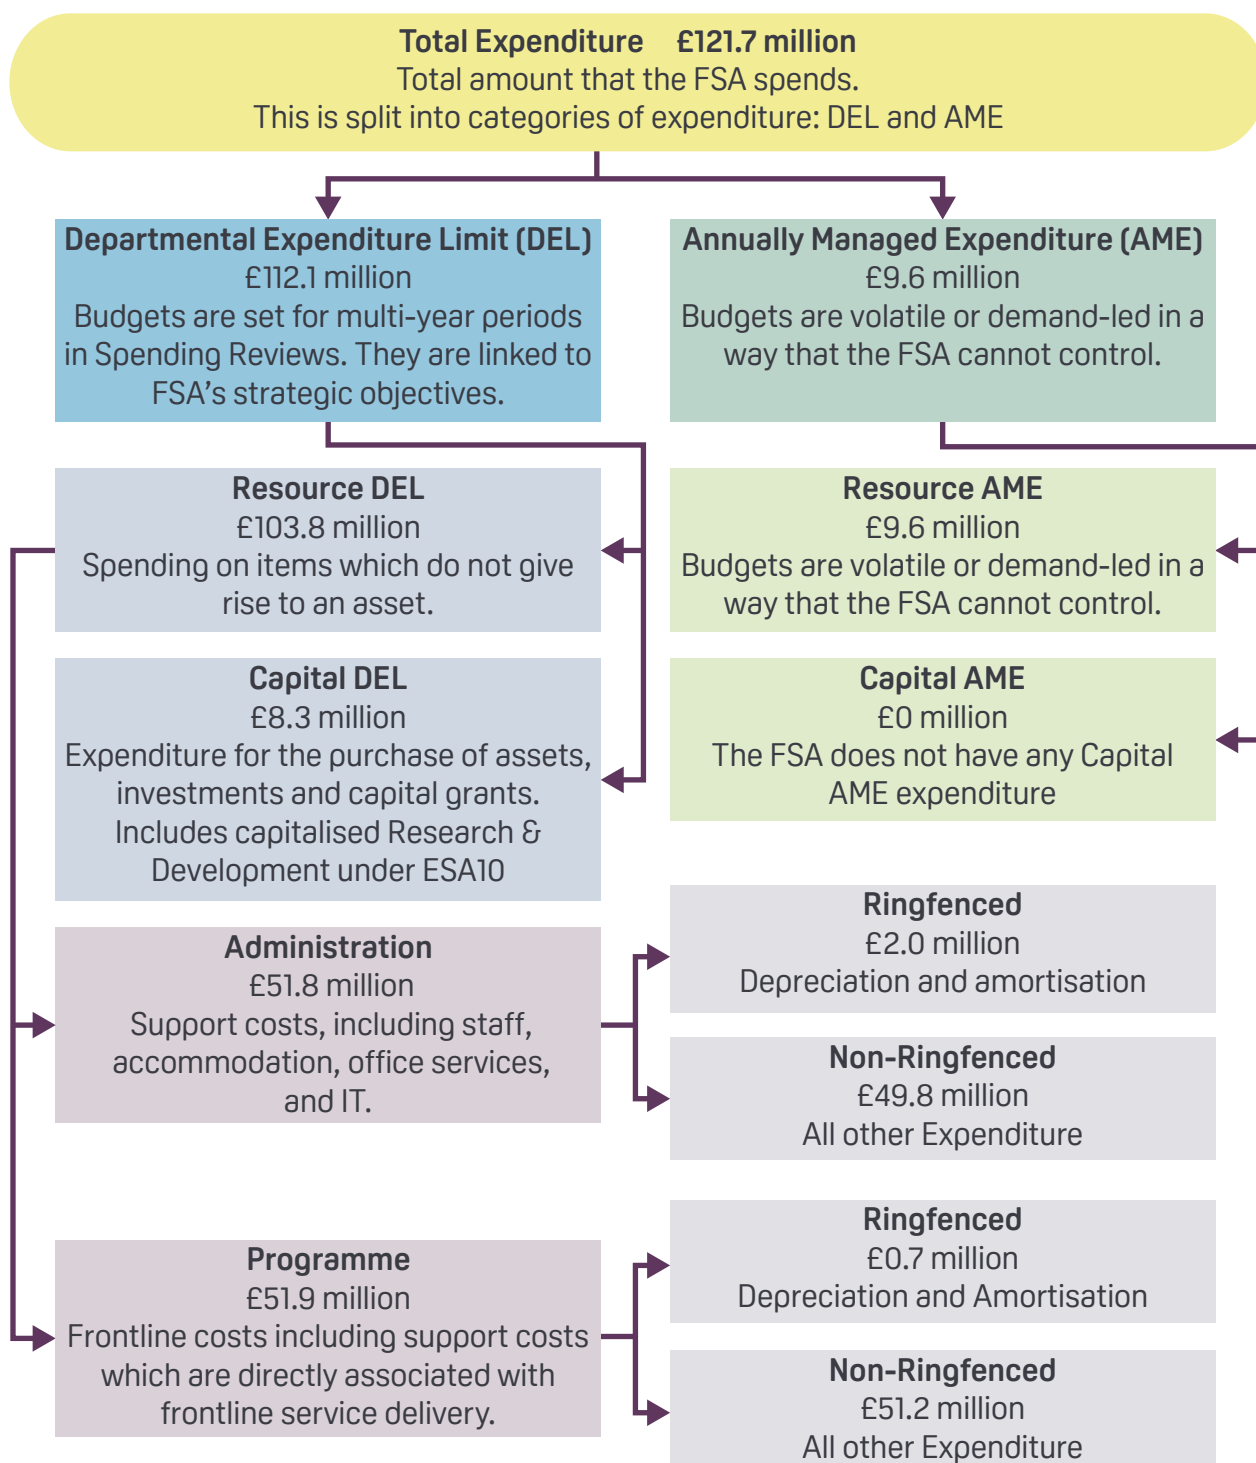 Total Expenditure £121.7 million
Total amount that the FSA spends.
This is split into categories of expenditure: DEL and AME
Departmental Expenditure Limit (DEL)
£112.1 million
Budgets are set for multi-year periods
in Spending Reviews. They are linked to
FSA's strategic objectives.
Annually Managed Expenditure (AME)
£9.6 million
Budgets are volatile or demand-led in a
way that the FSA cannot control.
Resource DEL
£103.8 million
Spending on items which do not give
rise to an asset.
Resource AME
£9.6 million
Budgets are volatile or demand-led in a
way that the FSA cannot control.
Capital DEL
£8.3 million
Expenditure for the purchase of assets,
investments and capital grants.
Includes capitalised Research &
Development under ESA10
Capital AME
£0 million
The FSA does not have any Capital
AME expenditure
Administration
£51.8 million
Support costs, including staff,
accommodation, office services,
and IT.
Ringfenced
£2.0 million
Depreciation and amortisation
Non-Ringfenced
£49.8 million
All other Expenditure
Programme
£51.9 million
Frontline costs including support costs
which are directly associated with
frontline service delivery.
Ringfenced
£0.7 million
Depreciation and Amortisation
Non-Ringfenced
£51.2 million
All other Expenditure